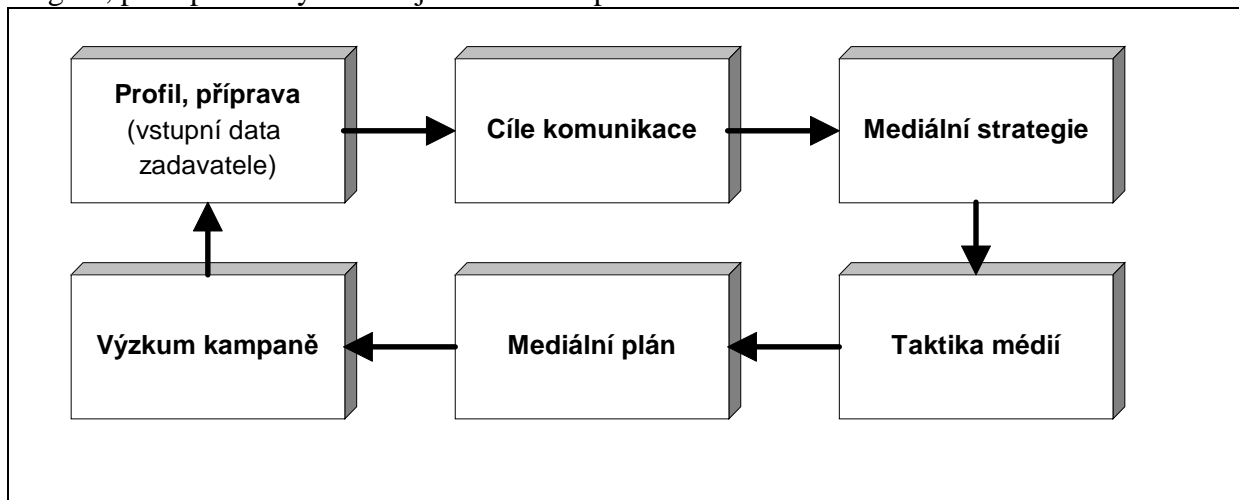 Profil, příprava
(vstupní data
zadavatele)
Cíle komunikace
Mediální strategie
Výzkum kampaně
Mediální plán
Taktika médií